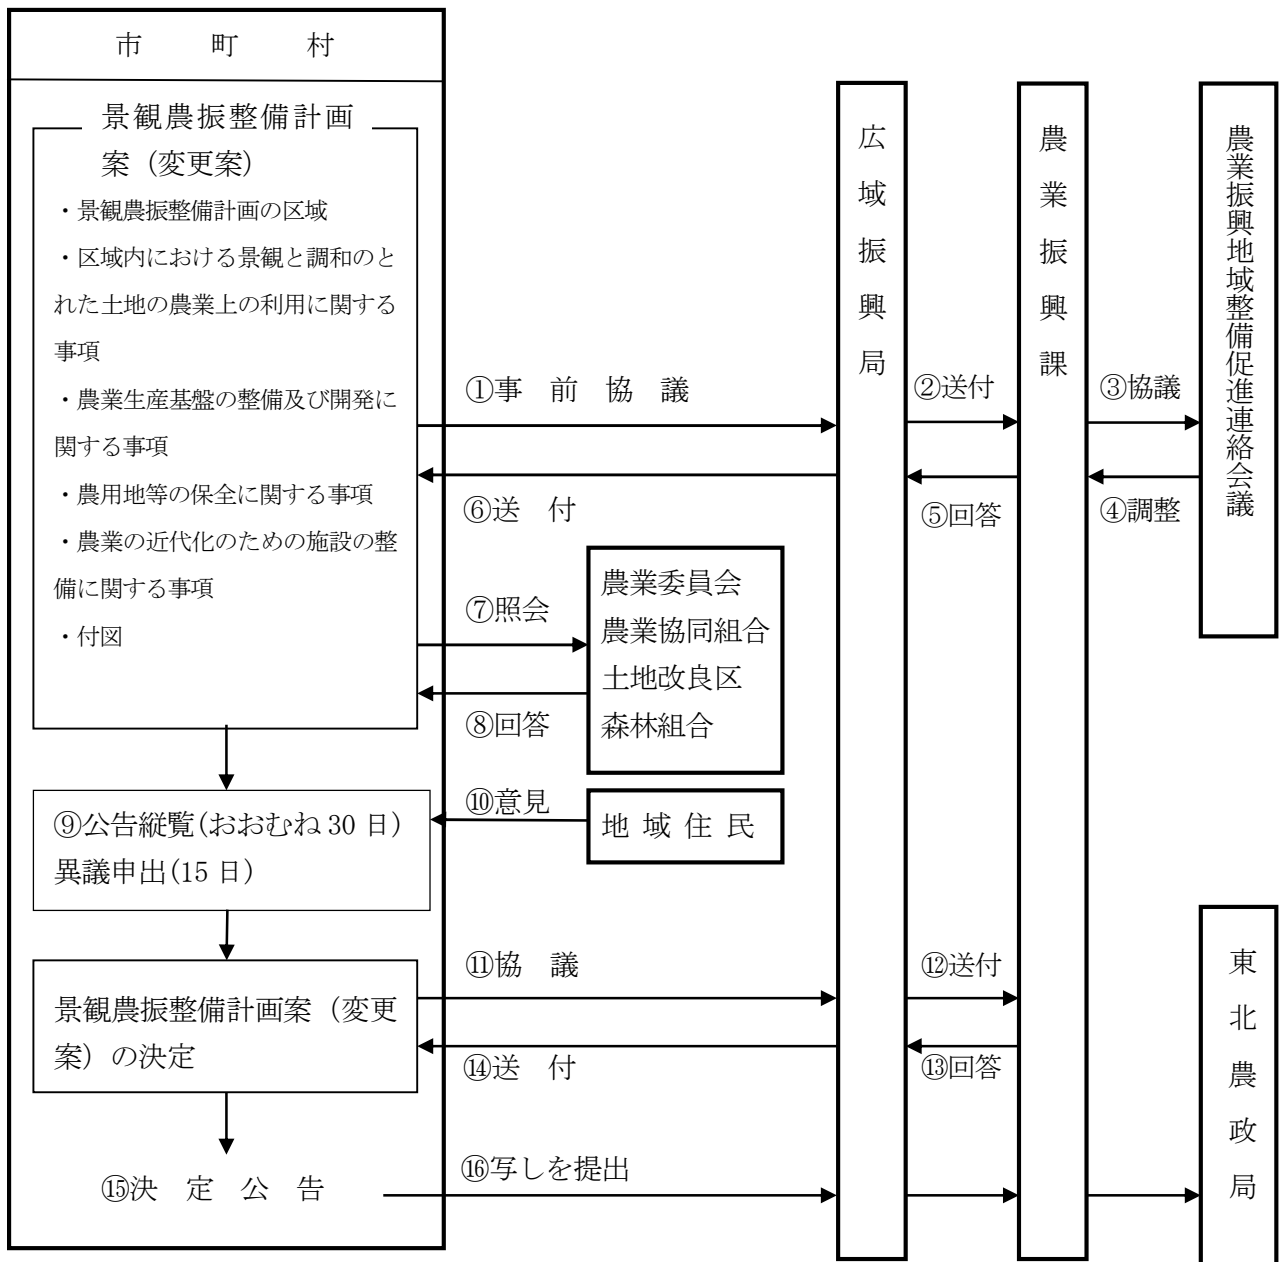 市　町　村
景観農振整備計画
案（変更案）
・景観農振整備計画の区域
・区域内における景観と調和のと
れた土地の農業上の利用に関する
事項
・農業生産基盤の整備及び開発に
関する事項
・農用地等の保全に関する事項
・農業の近代化のための施設の整
備に関する事項
・付図
①事　前　協　議
②送付
③協議
④調整
⑤回答
⑥送　付
⑦照会
⑧回答
農業委員会
農業協同組合
土地改良区
森林組合
⑨公告縦覧(おおむね 30 日)
異議申出(15 日)
⑩意見
地 域 住 民
景観農振整備計画案（変更
案）の決定
⑪協　議
⑫送付
⑬回答
⑭送　付
⑮決　定　公　告
⑯写しを提出
広域振興局
農業振興課
農業振興地域整備促進連絡会議
東北農政局